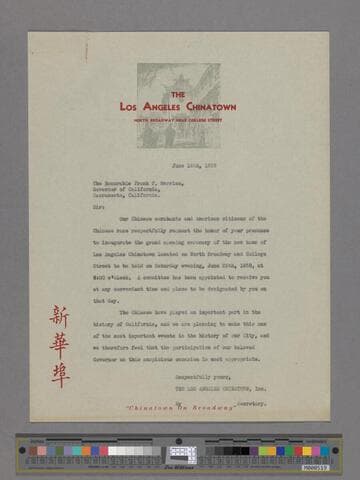 THE
LOS ANGELES CHINATOWN
NORTH BROADWAY NEAR COLLEGE STREET
June 14th, 1938
The Honorable Frank F. Merriam,
Governor of California,
Sacramento, California.
Sir:
Our Chinese merchants and American citizens of the
Chinese race respectfully request the honor of your presence
to inaugurate the grand opening ceremony of the new home of
Los Angeles Chinatown located on North Broadway and College
Street to be held on Saturday evening, June 25th, 1938, at
o'clock. A committee has been appointed to receive you
at any convenient time and place to be designated by you on
that day.
The Chinese have played an important part in the
history of California, and we are planning to make this one
of the most important events in the history of our City, and
we therefore feel that the participation of our beloved
Governor on this auspicious occasion is most appropriate.
Respectfully yours,
THE LOS ANGELES CHINATOWN, Inc.
By
Secretary.
新華埠
"Chinatown On Broadway"
M000519